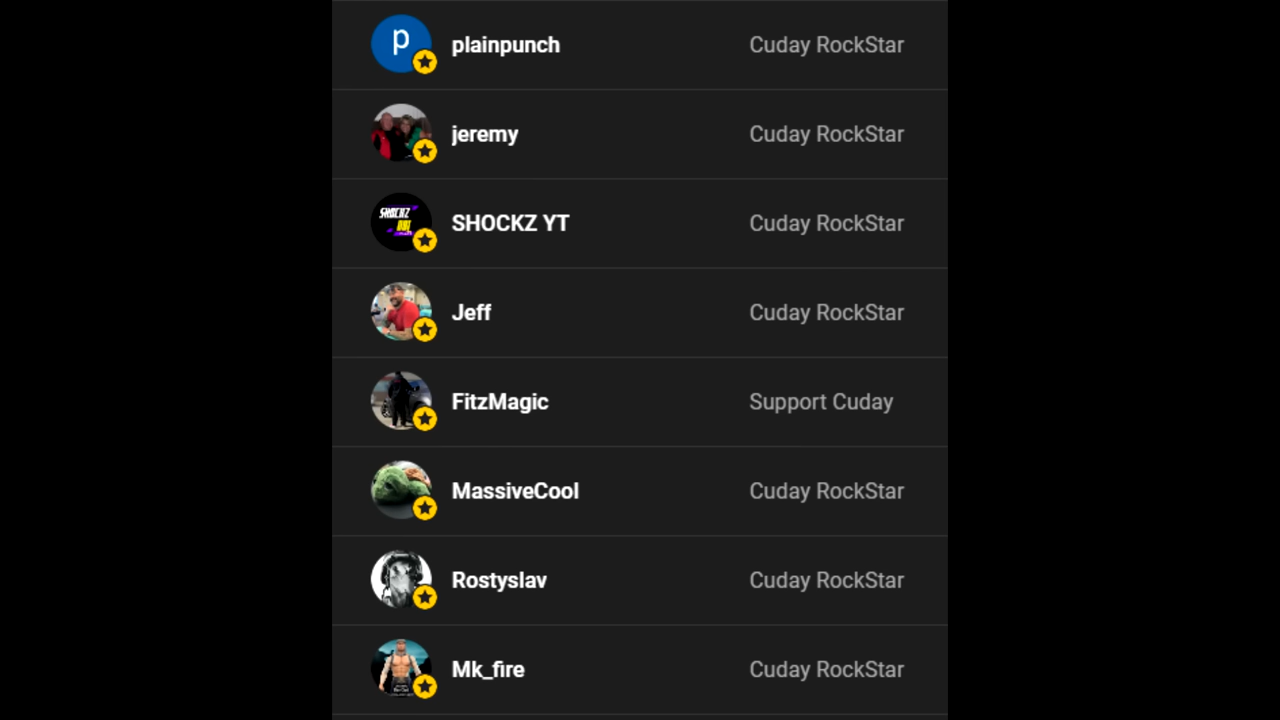 p
plainpunch Cuday RockStar
jeremy Cuday RockStar
SHOCKZ
SHOCKZ YT Cuday RockStar
Jeff Cuday RockStar
FitzMagic Support Cuday
MassiveCool Cuday RockStar
Rostyslav Cuday RockStar
Mk_fire Cuday RockStar